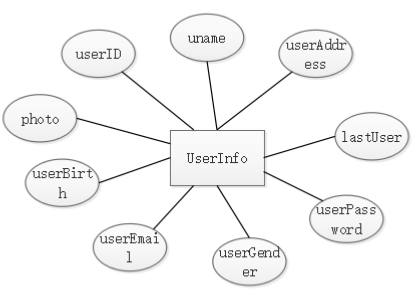 uname
userID
userAddr
ess
photo
lastUser
UserInfo
userBirt
h
userPass
word
userEmai
l
userGend
er